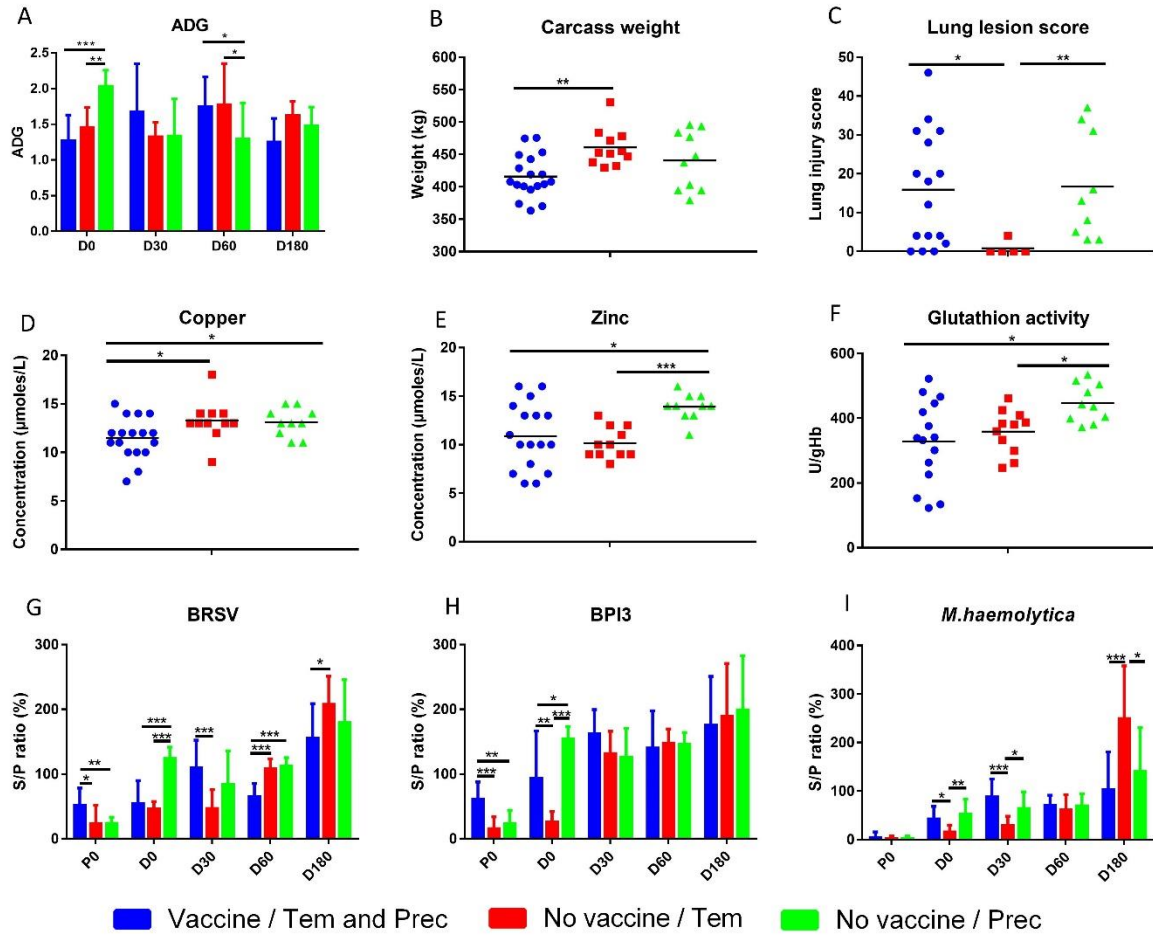 A
ADG
***
**
*
*
ADG
2.5
2.0
1.5
1.0
0.5
0.0
D0 D30 D60 D180
B
Carcass weight
**
Weight (kg)
600
550
500
450
400
350
300
C
Lung lesion score
* **
Lung injury score
50
40
30
20
10
0
D
Copper
*
*
Concentration (µmoles/L)
20
15
10
5
0
E
Zinc
*
***
Concentration (µmoles/L)
20
15
10
5
0
F
Glutathion activity
*
*
U/gHb
600
400
200
0
G
BRSV
**
*
***
***
***
***
***
*
S/P ratio (%)
300
200
100
0
P0 D0 D30 D60 D180
H
BPI3
**
***
*
** ***
S/P ratio (%)
300
200
100
0
P0 D0 D30 D60 D180
I
M.haemolytica
* **
***
*
*** *
S/P ratio (%)
400
300
200
100
0
P0 D0 D30 D60 D180
Vaccine / Tem and Prec No vaccine / Tem No vaccine / Prec